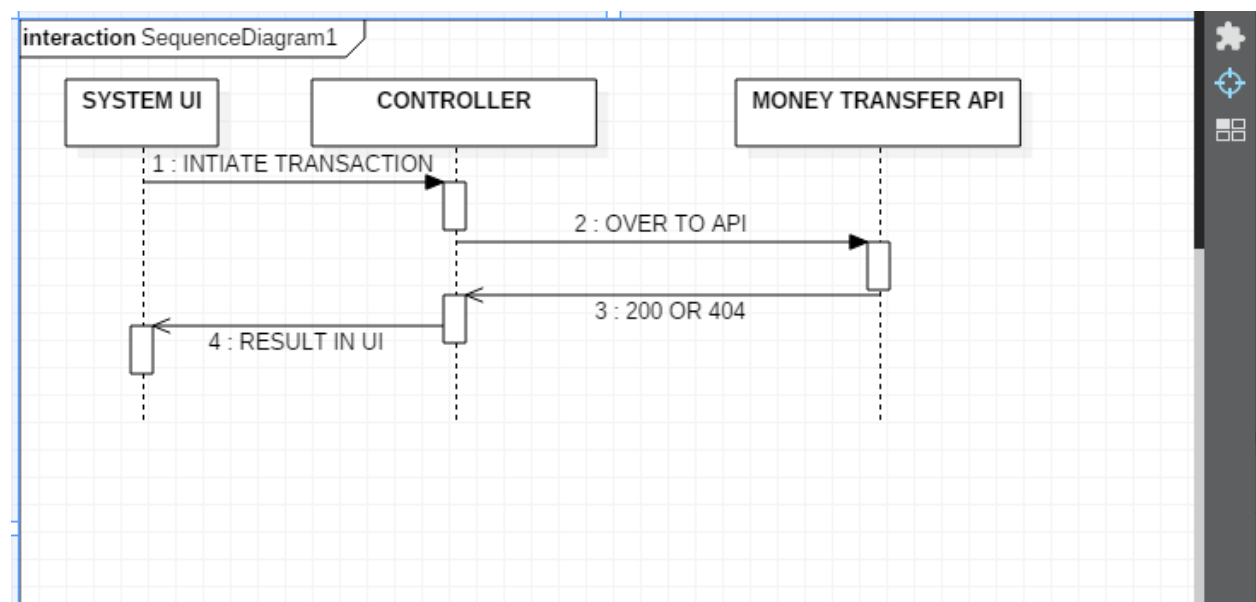 interaction SequenceDiagram1
SYSTEM UI
CONTROLLER
MONEY TRANSFER API
1 : INTIATE TRANSACTION
2 : OVER TO API
3 : 200 OR 404
4 : RESULT IN UI